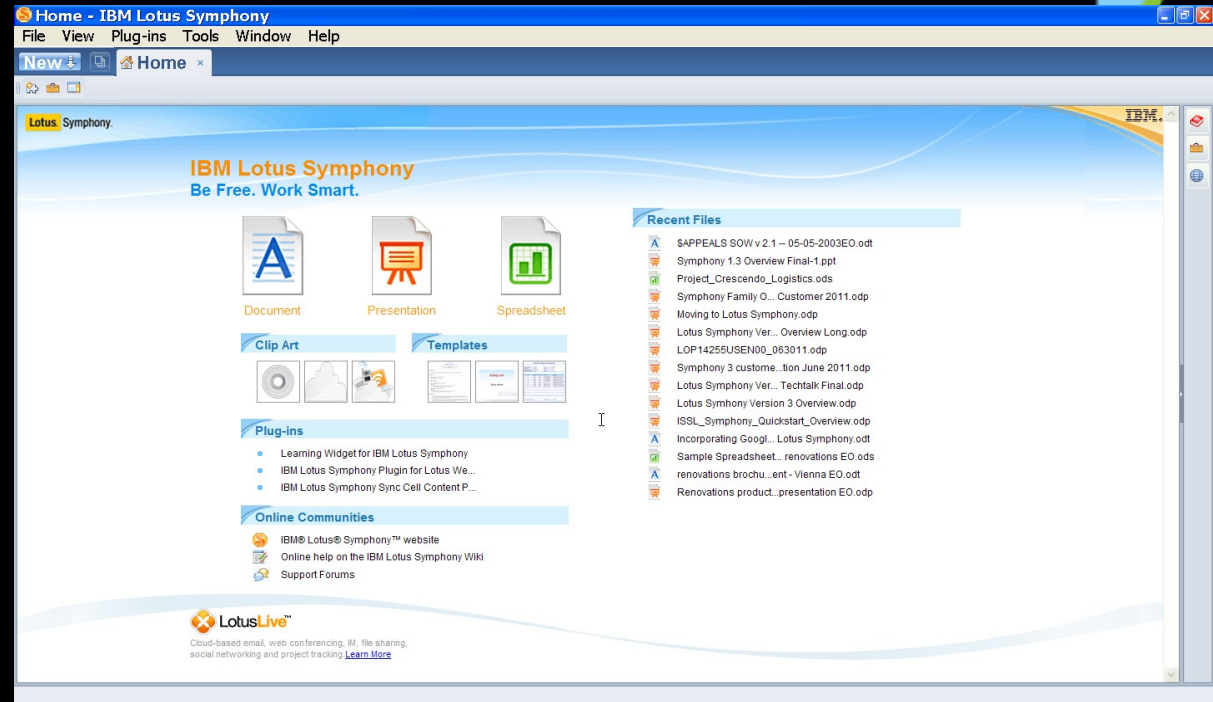 Home - IBM Lotus Symphony
File View Plug-ins Tools Window Help
New Home
Lotus Symphony.
IBM.
IBM Lotus Symphony
Be Free. Work Smart.
Document Presentation Spreadsheet
Clip Art Templates
Plug-ins
Learning Widget for IBM Lotus Symphony
IBM Lotus Symphony Plugin for Lotus We...
IBM Lotus Symphony Sync Cell Content P...
Online Communities
IBM® Lotus® Symphony™ website
Online help on the IBM Lotus Symphony Wiki
Support Forums
LotusLive™
Cloud-based email, web conferencing, IM, file sharing,
social networking and project tracking Learn More
Recent Files
$APPEALS SOW v 2.1 -- 05-05-2003EO.odt
Symphony 1.3 Overview Final-1.ppt
Project_Crescendo_Logistics.ods
Symphony Family O... Customer 2011.odp
Moving to Lotus Symphony.odp
Lotus Symphony Ver... Overview Long.odp
LOP14255USEN00_063011.odp
Symphony 3 custome...tion June 2011.odp
Lotus Symphony Ver... Techtalk Final.odp
Lotus Symhony Version 3 Overview.odp
ISSL_Symphony_Quickstart_Overview.odp
Incorporating Googl... Lotus Symphony.odt
Sample Spreadsheet... renovations EO.ods
renovations brochu...ent - Vienna EO.odt
Renovations product...presentation EO.odp